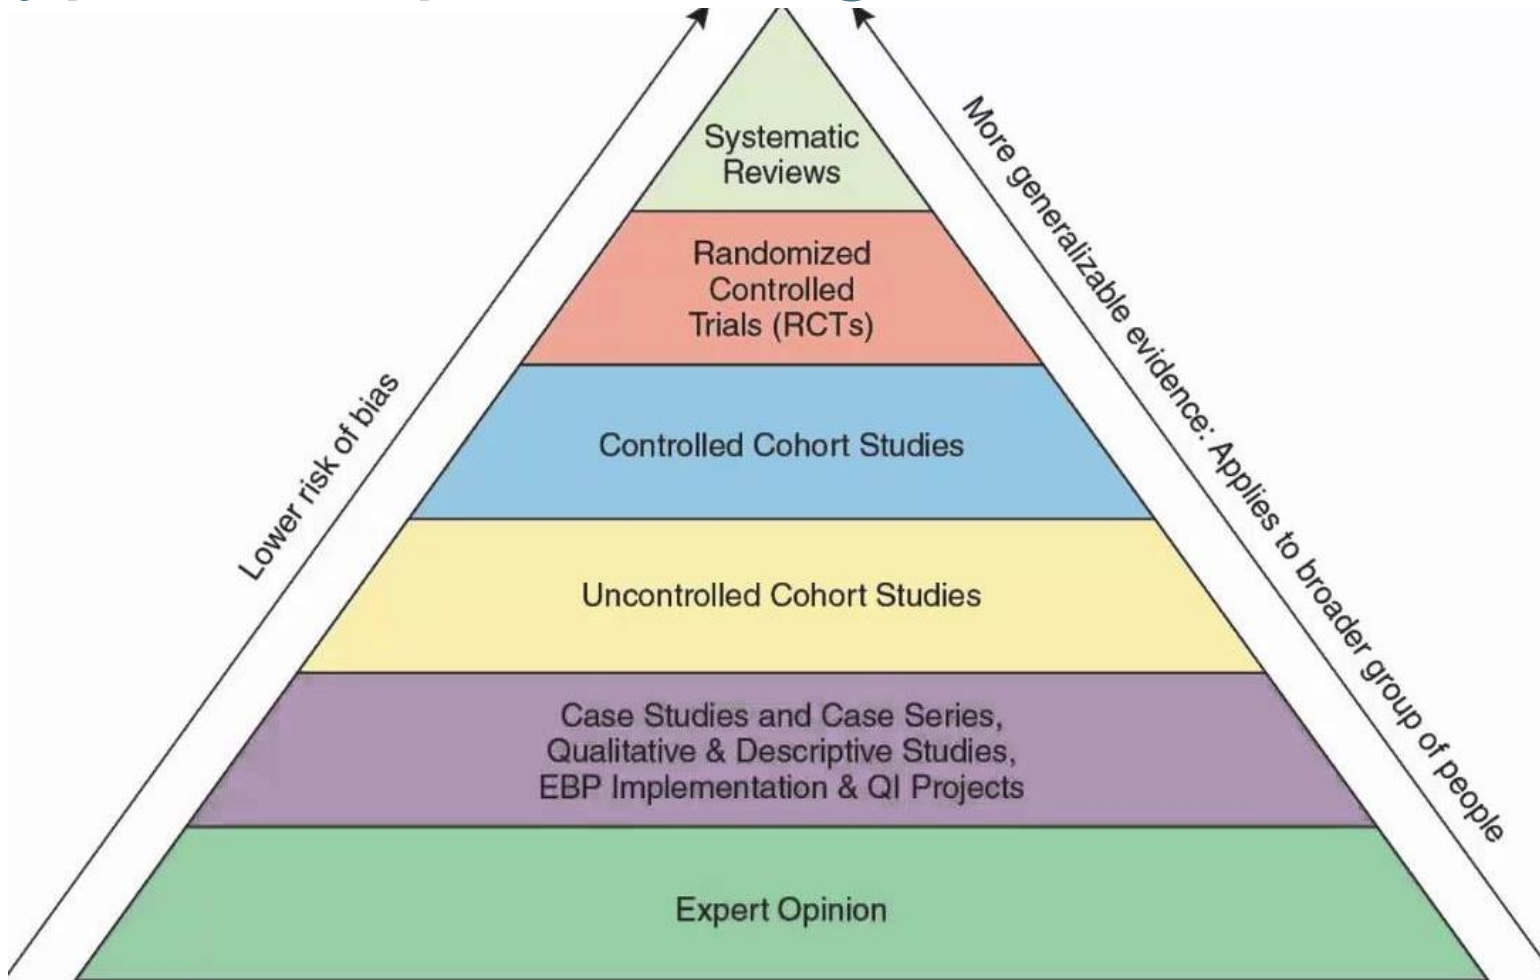 Systematic
Reviews
Randomized
Controlled
Trials (RCTs)
Controlled Cohort Studies
Uncontrolled Cohort Studies
Case Studies and Case Series,
Qualitative & Descriptive Studies,
EBP Implementation & QI Projects
Expert Opinion
Lower risk of bias
More generalizable evidence: Applies to broader group of people